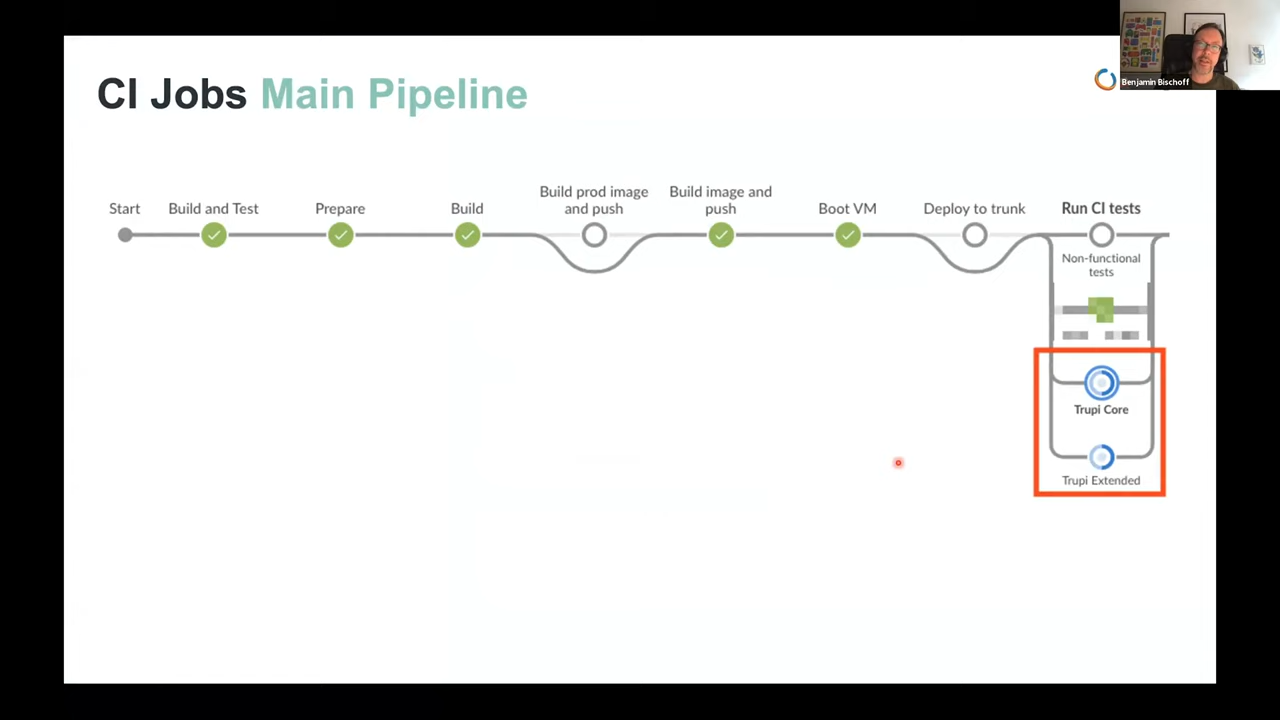 CI Jobs Main Pipeline
Benjamin Bischoff
Start
Build and Test
Prepare
Build
Build prod image
and push
Build image and
push
Boot VM
Deploy to trunk
Run CI tests
Non-functional
tests
Trupi Core
Trupi Extended